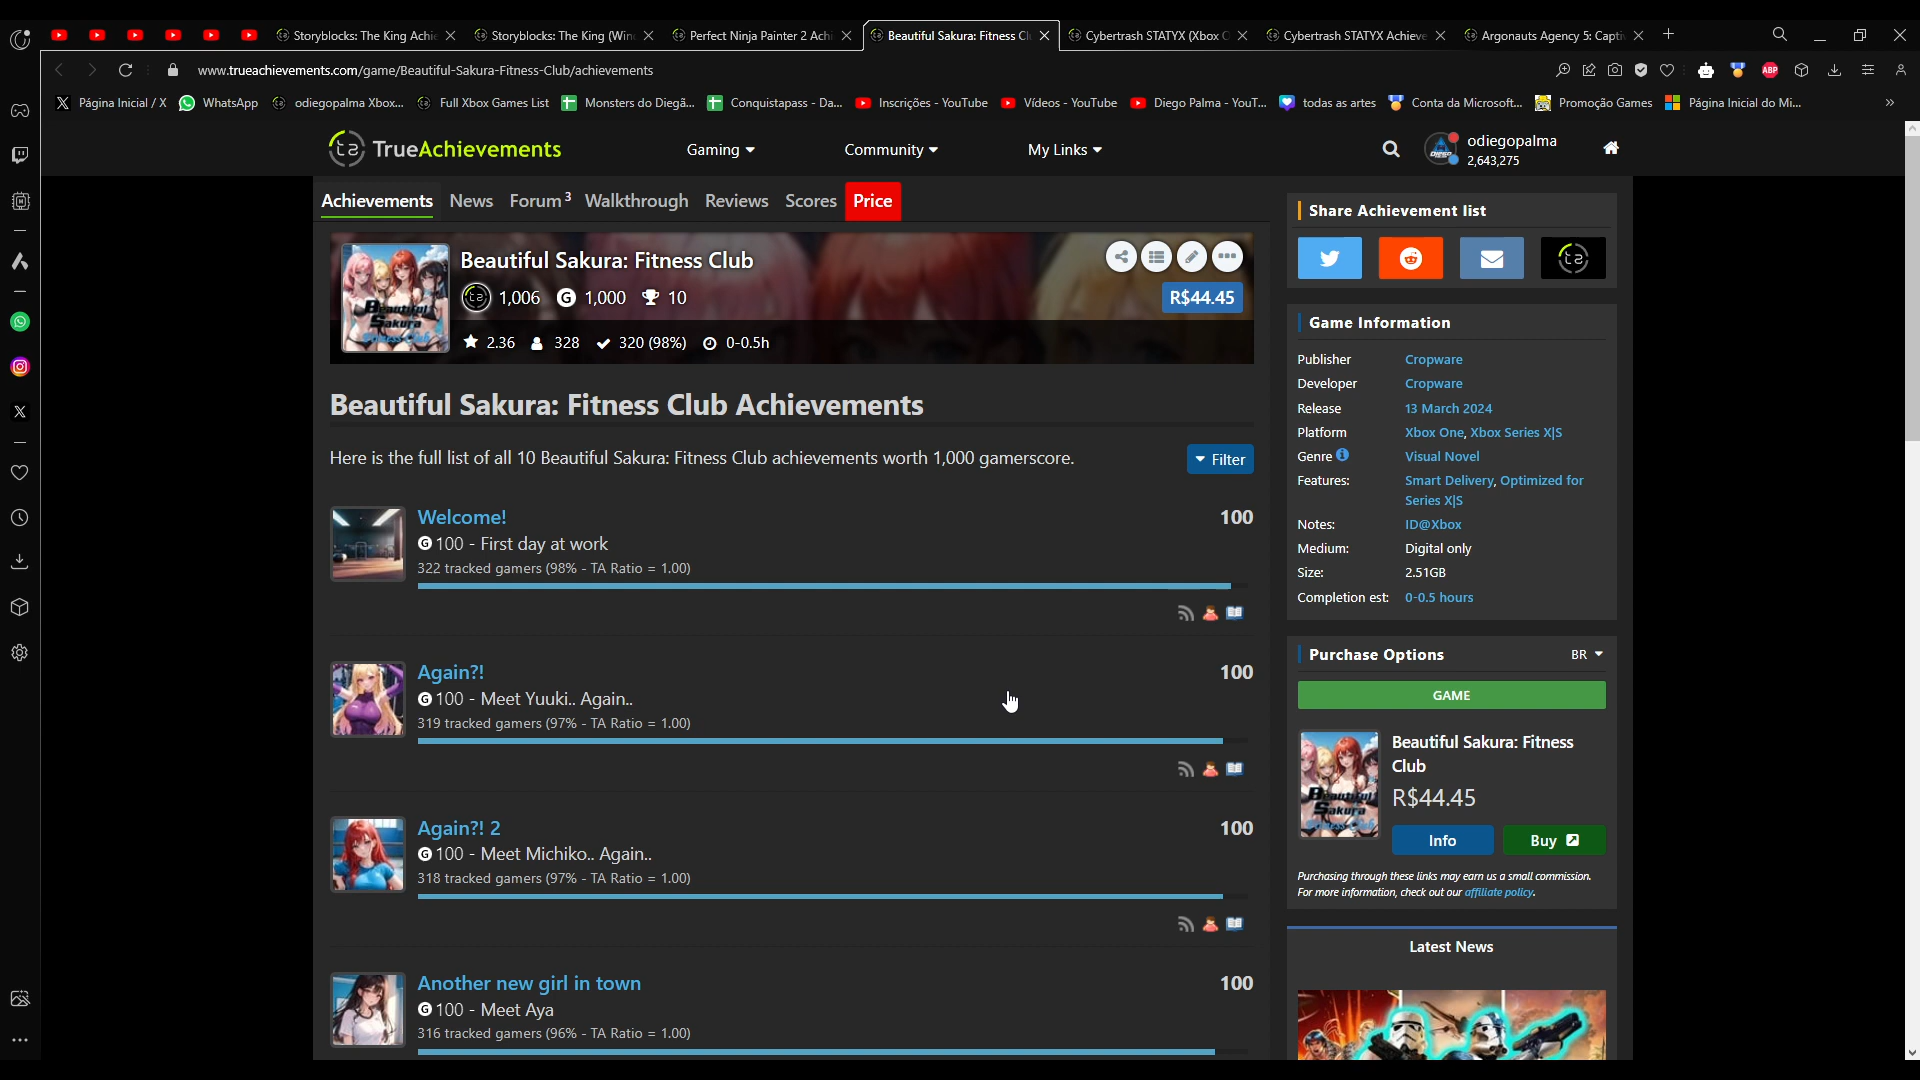 Storyblocks: The King Achie
Storyblocks: The King (Win
Perfect Ninja Painter 2 Achi
Beautiful Sakura: Fitness Clu
Cybertrash STATYX (Xbox O
Cybertrash STATYX Achieve
Argonauts Agency 5: Captiv
www.trueachievements.com/game/Beautiful-Sakura-Fitness-Club/achievements
ABP
Página Inicial / X
WhatsApp
odiegopalma Xbox...
Full Xbox Games List
Monsters do Diegã...
Conquistapass - Da...
Inscrições - YouTube
Vídeos - YouTube
Diego Palma - YouT...
todas as artes
Conta da Microsoft...
Promoção Games
Página Inicial do Mi...
TrueAchievements
Gaming
Community
My Links
odiegopalma
2,643,275
Achievements
News
Forum 3
Walkthrough
Reviews
Scores
Price
Beautiful Sakura: Fitness Club
1,006
1,000
10
R$44.45
2.36
328
320 (98%)
0-0.5h
Beautiful Sakura: Fitness Club Achievements
Here is the full list of all 10 Beautiful Sakura: Fitness Club achievements worth 1,000 gamerscore.
Filter
Welcome!
100
100 - First day at work
322 tracked gamers (98% - TA Ratio = 1.00)
Again?!
100
100 - Meet Yuuki.. Again..
319 tracked gamers (97% - TA Ratio = 1.00)
Again?! 2
100
100 - Meet Michiko.. Again..
318 tracked gamers (97% - TA Ratio = 1.00)
Another new girl in town
100
100 - Meet Aya
316 tracked gamers (96% - TA Ratio = 1.00)
Share Achievement list
Game Information
Publisher Cropware
Developer Cropware
Release 13 March 2024
Platform Xbox One, Xbox Series X|S
Genre Visual Novel
Features: Smart Delivery, Optimized for
Series X|S
Notes: ID@Xbox
Medium: Digital only
Size: 2.51GB
Completion est: 0-0.5 hours
Purchase Options
BR
GAME
Beautiful Sakura: Fitness
Club
R$44.45
Info
Buy
Purchasing through these links may earn us a small commission.
For more information, check out our affiliate policy.
Latest News